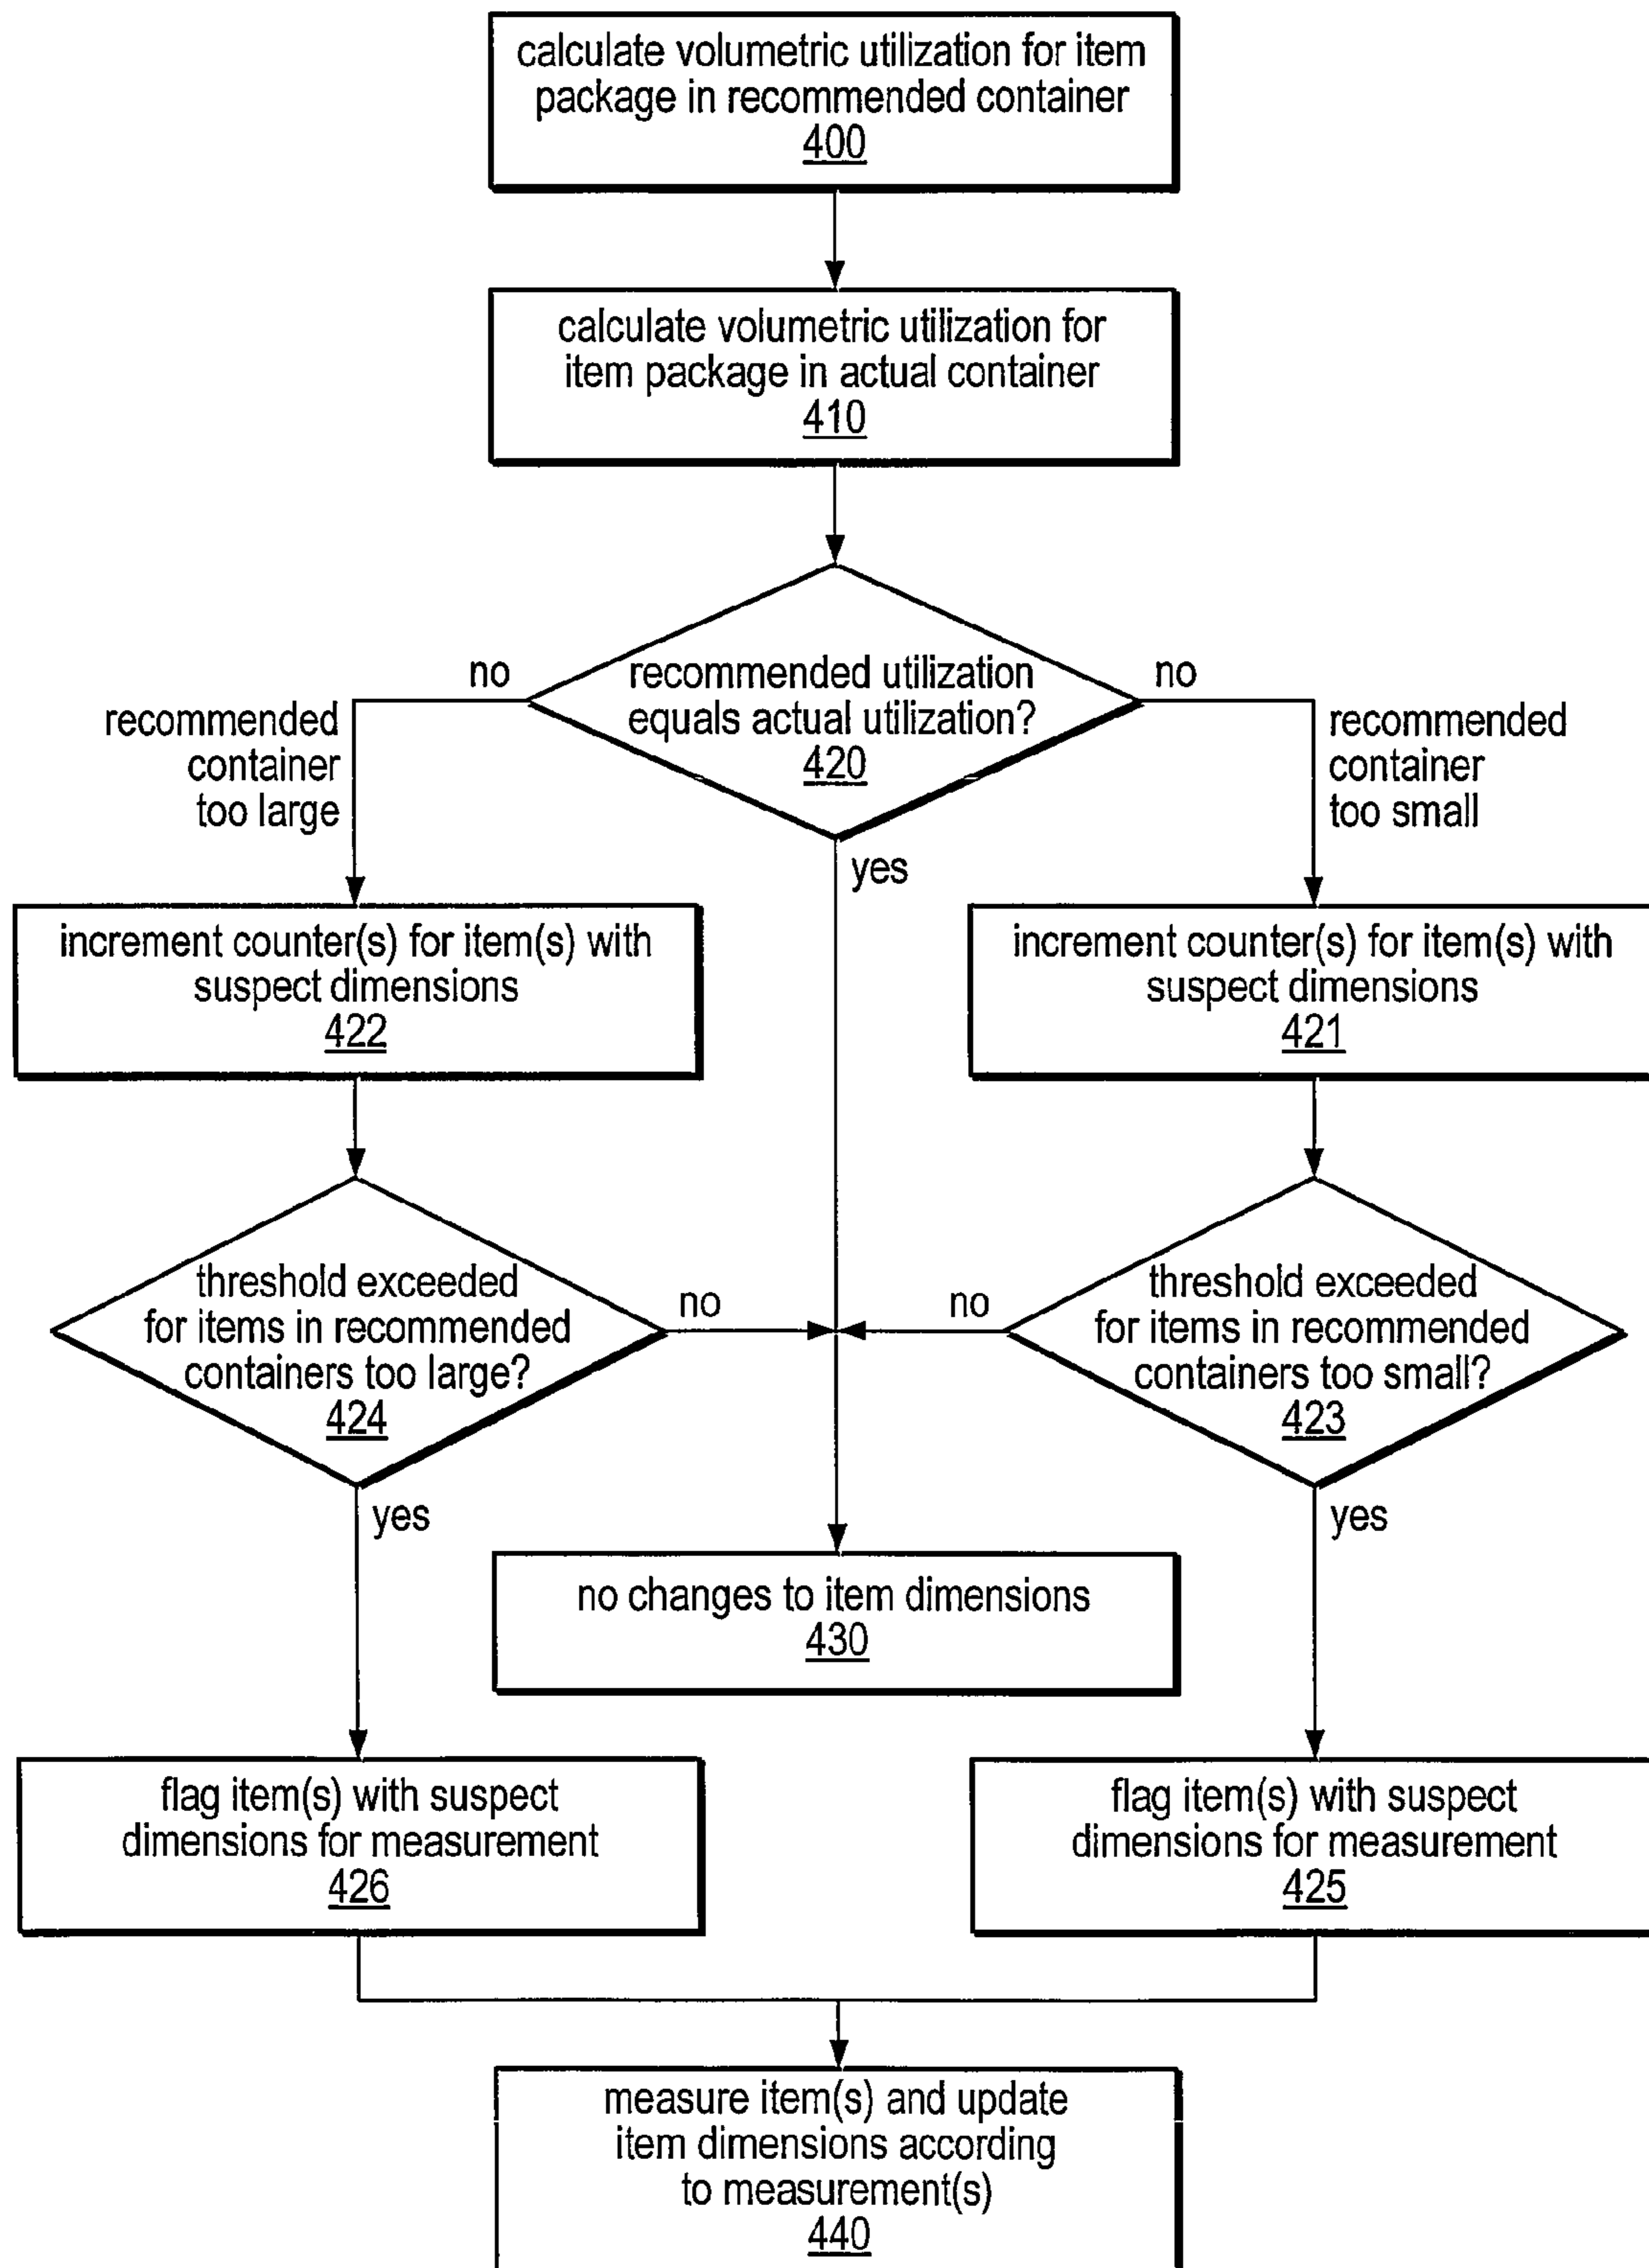 calculate volumetric utilization for item
package in recommended container
400
calculate volumetric utilization for
item package in actual container
410
recommended utilization
equals actual utilization?
420
no
recommended
container
too large
no
recommended
container
too small
yes
increment counter(s) for item(s) with
suspect dimensions
422
increment counter(s) for item(s) with
suspect dimensions
421
threshold exceeded
for items in recommended
containers too large?
424
no
no
threshold exceeded
for items in recommended
containers too small?
423
yes
yes
no changes to item dimensions
430
flag item(s) with suspect
dimensions for measurement
426
flag item(s) with suspect
dimensions for measurement
425
measure item(s) and update
item dimensions according
to measurement(s)
440